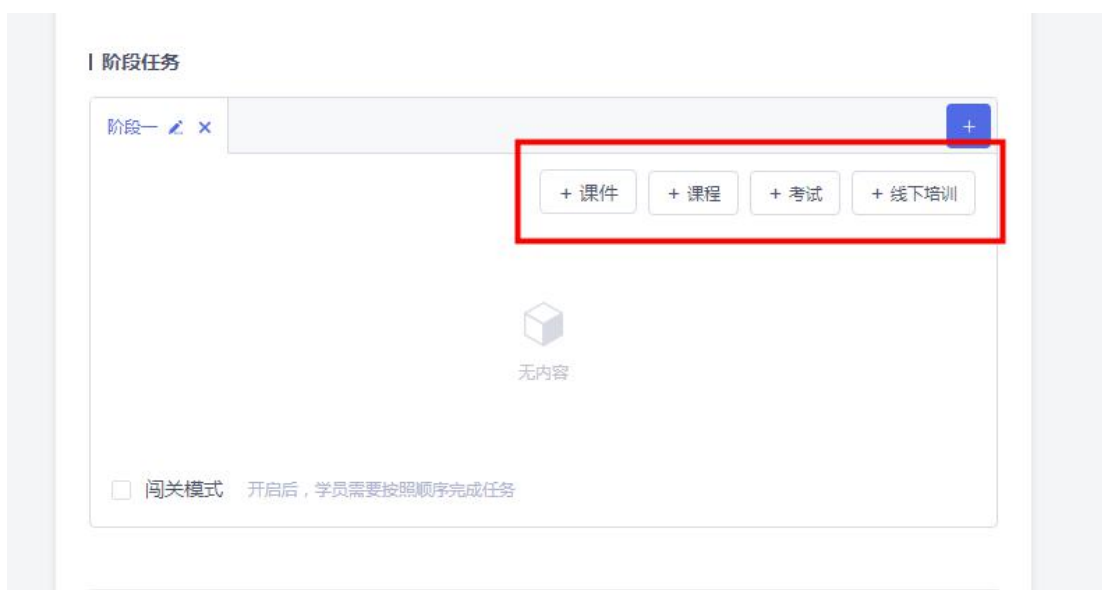 阶段任务
阶段一
+
+ 课件 + 课程 + 考试 + 线下培训
无内容
闯关模式 开启后，学员需要按照顺序完成任务